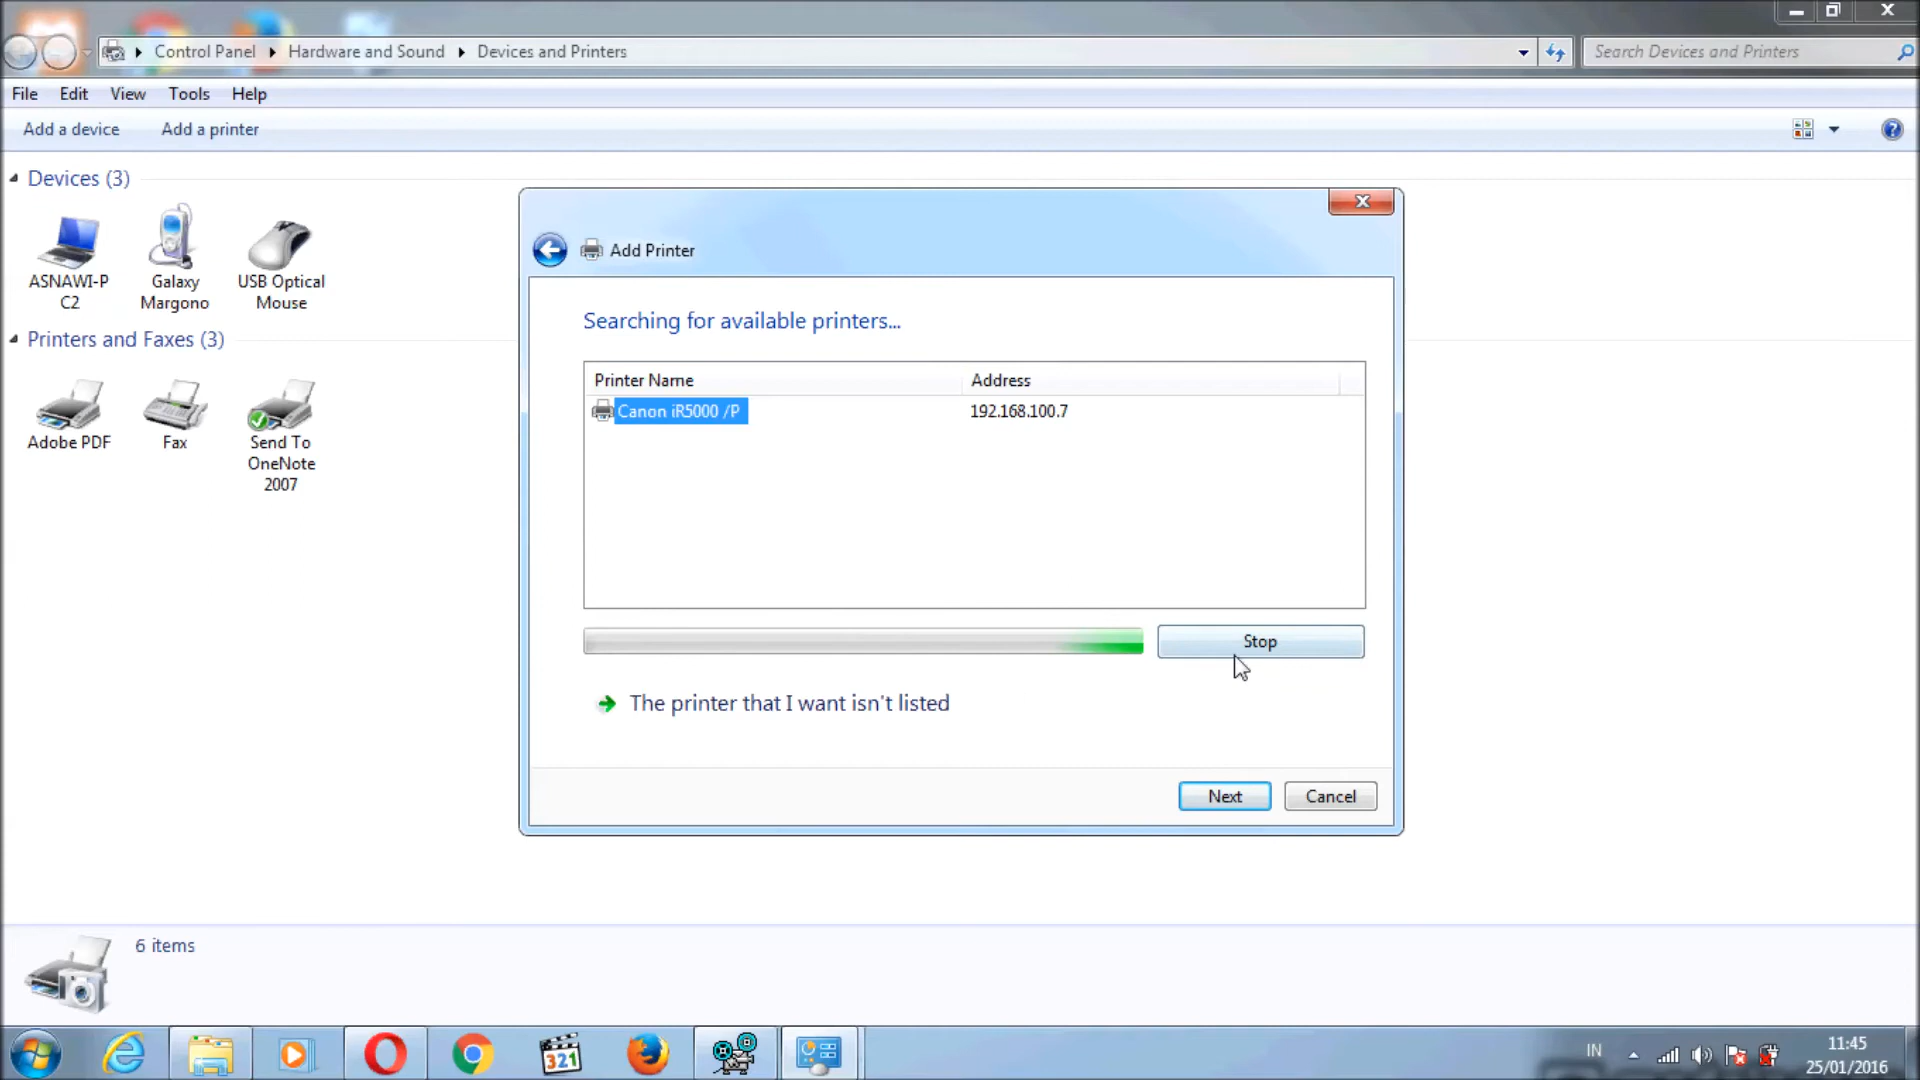 Control Panel
Hardware and Sound
Devices and Printers
Search Devices and Printers
File Edit View Tools Help
Add a device Add a printer
Devices (3)
ASNAWI-P
C2
Galaxy
Margono
USB Optical
Mouse
Printers and Faxes (3)
Adobe PDF
Fax
Send To
OneNote
2007
Add Printer
Searching for available printers...
Printer Name Address
Canon iR5000 /P 192.168.100.7
Stop
The printer that I want isn't listed
Next Cancel
6 items
321
IN
11:45
25/01/2016